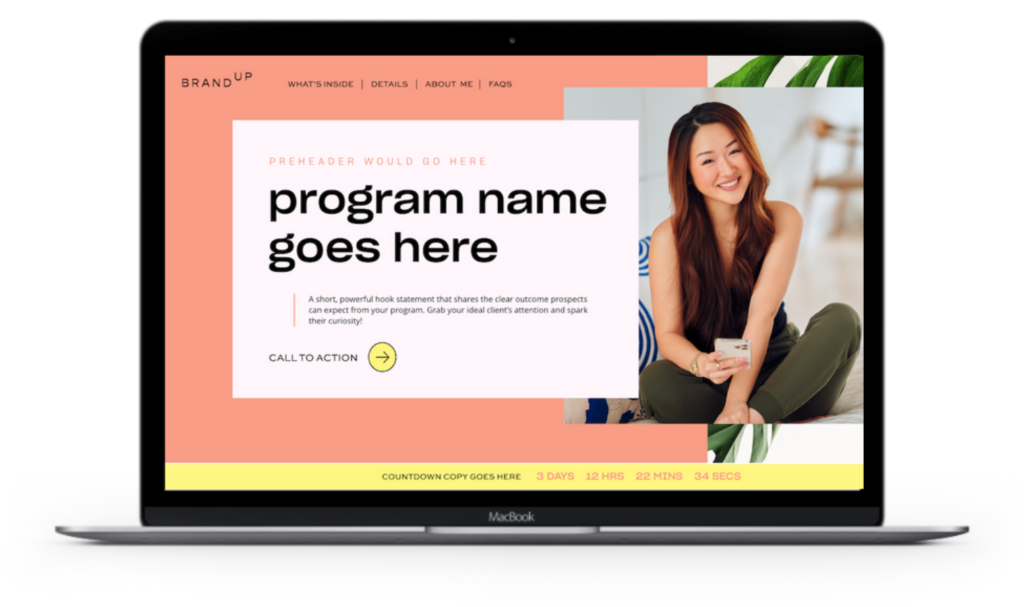 BRAND UP
WHAT'S INSIDE | DETAILS | ABOUT ME | FAQS
PREHEADER WOULD GO HERE
program name
goes here
A short, powerful hook statement that shares the clear outcome prospects
can expect from your program. Grab your ideal client's attention and spark
their curiosity!
CALL TO ACTION
COUNTDOWN COPY GOES HERE 3 DAYS 12 HRS 22 MINS 34 SECS
MacBook